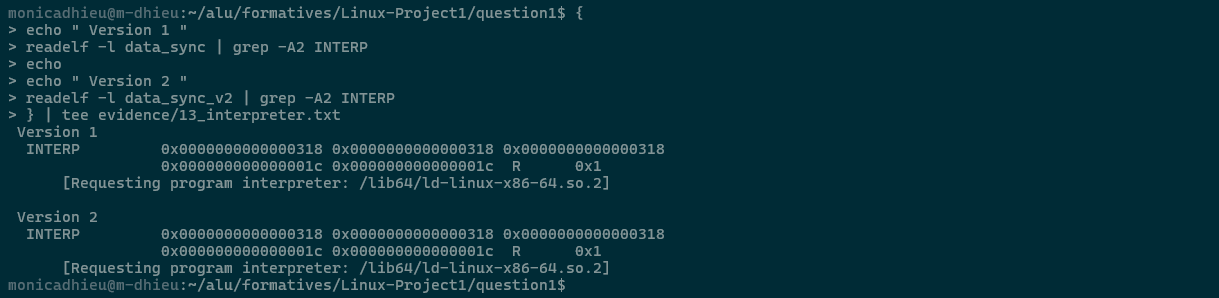 monicadhieu@m-dhieu:~/alu/formatives/Linux-Project1/question1$ {
> echo " Version 1 "
> readelf -l data_sync | grep -A2 INTERP
> echo
> echo " Version 2 "
> readelf -l data_sync_v2 | grep -A2 INTERP
> } | tee evidence/13_interpreter.txt
 Version 1
  INTERP         0x0000000000000318 0x0000000000000318 0x0000000000000318
                 0x000000000000001c 0x000000000000001c  R      0x1
      [Requesting program interpreter: /lib64/ld-linux-x86-64.so.2]

 Version 2
  INTERP         0x0000000000000318 0x0000000000000318 0x0000000000000318
                 0x000000000000001c 0x000000000000001c  R      0x1
      [Requesting program interpreter: /lib64/ld-linux-x86-64.so.2]
monicadhieu@m-dhieu:~/alu/formatives/Linux-Project1/question1$